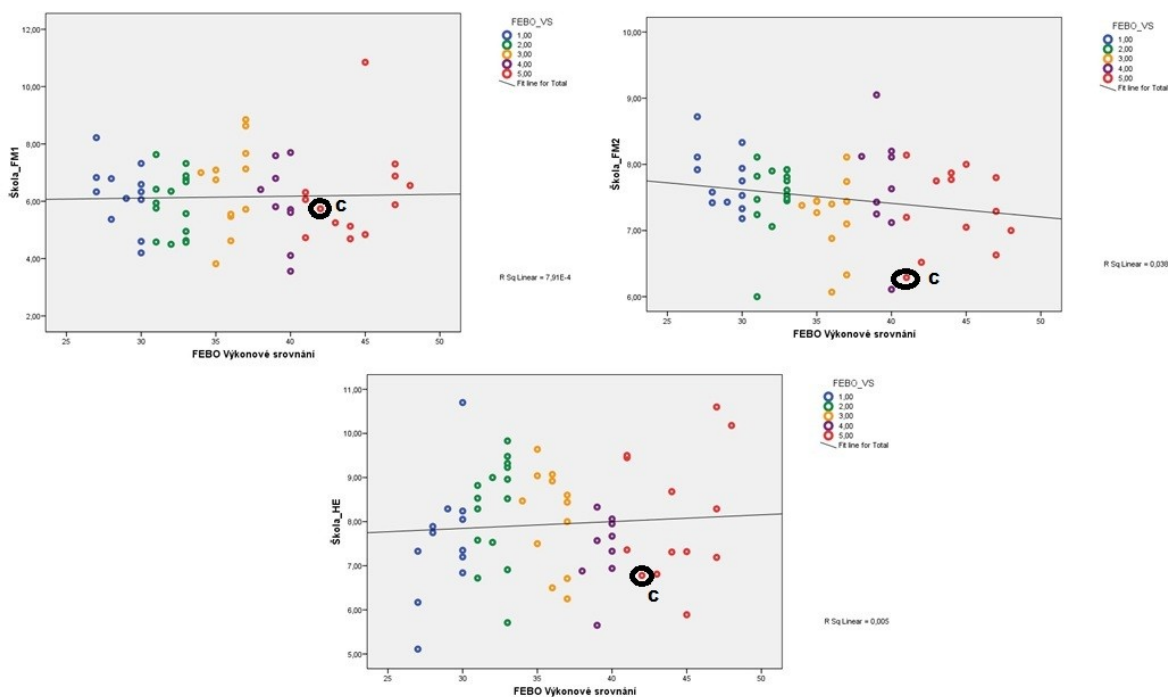 FEBO_VS
1,00
2,00
3,00
4,00
5,00
Fit line for Total
12,00
10,00
8,00
6,00
4,00
2,00
Škola_FM1
C
R Sq Linear = 7,91E-4
25 30 35 40 45 50
FEBO Výkonové srovnání
FEBO_VS
1,00
2,00
3,00
4,00
5,00
Fit line for Total
10,00
9,00
8,00
7,00
6,00
Škola_FM2
C
R Sq Linear = 0,038
25 30 35 40 45 50
FEBO Výkonové srovnání
FEBO_VS
1,00
2,00
3,00
4,00
5,00
Fit line for Total
11,00
10,00
9,00
8,00
7,00
6,00
5,00
Škola_HE
C
R Sq Linear = 0,005
25 30 35 40 45 50
FEBO Výkonové srovnání